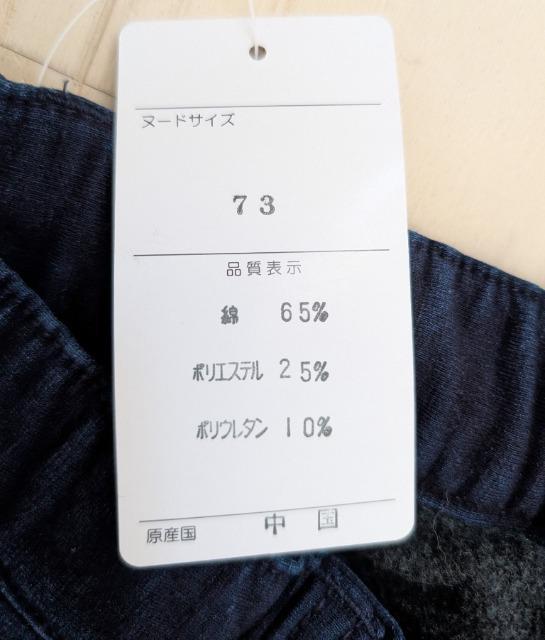 ヌードサイズ
73
品質表示
綿 65%
ポリエステル 25%
ポリウレタン 10%
原産国 中国